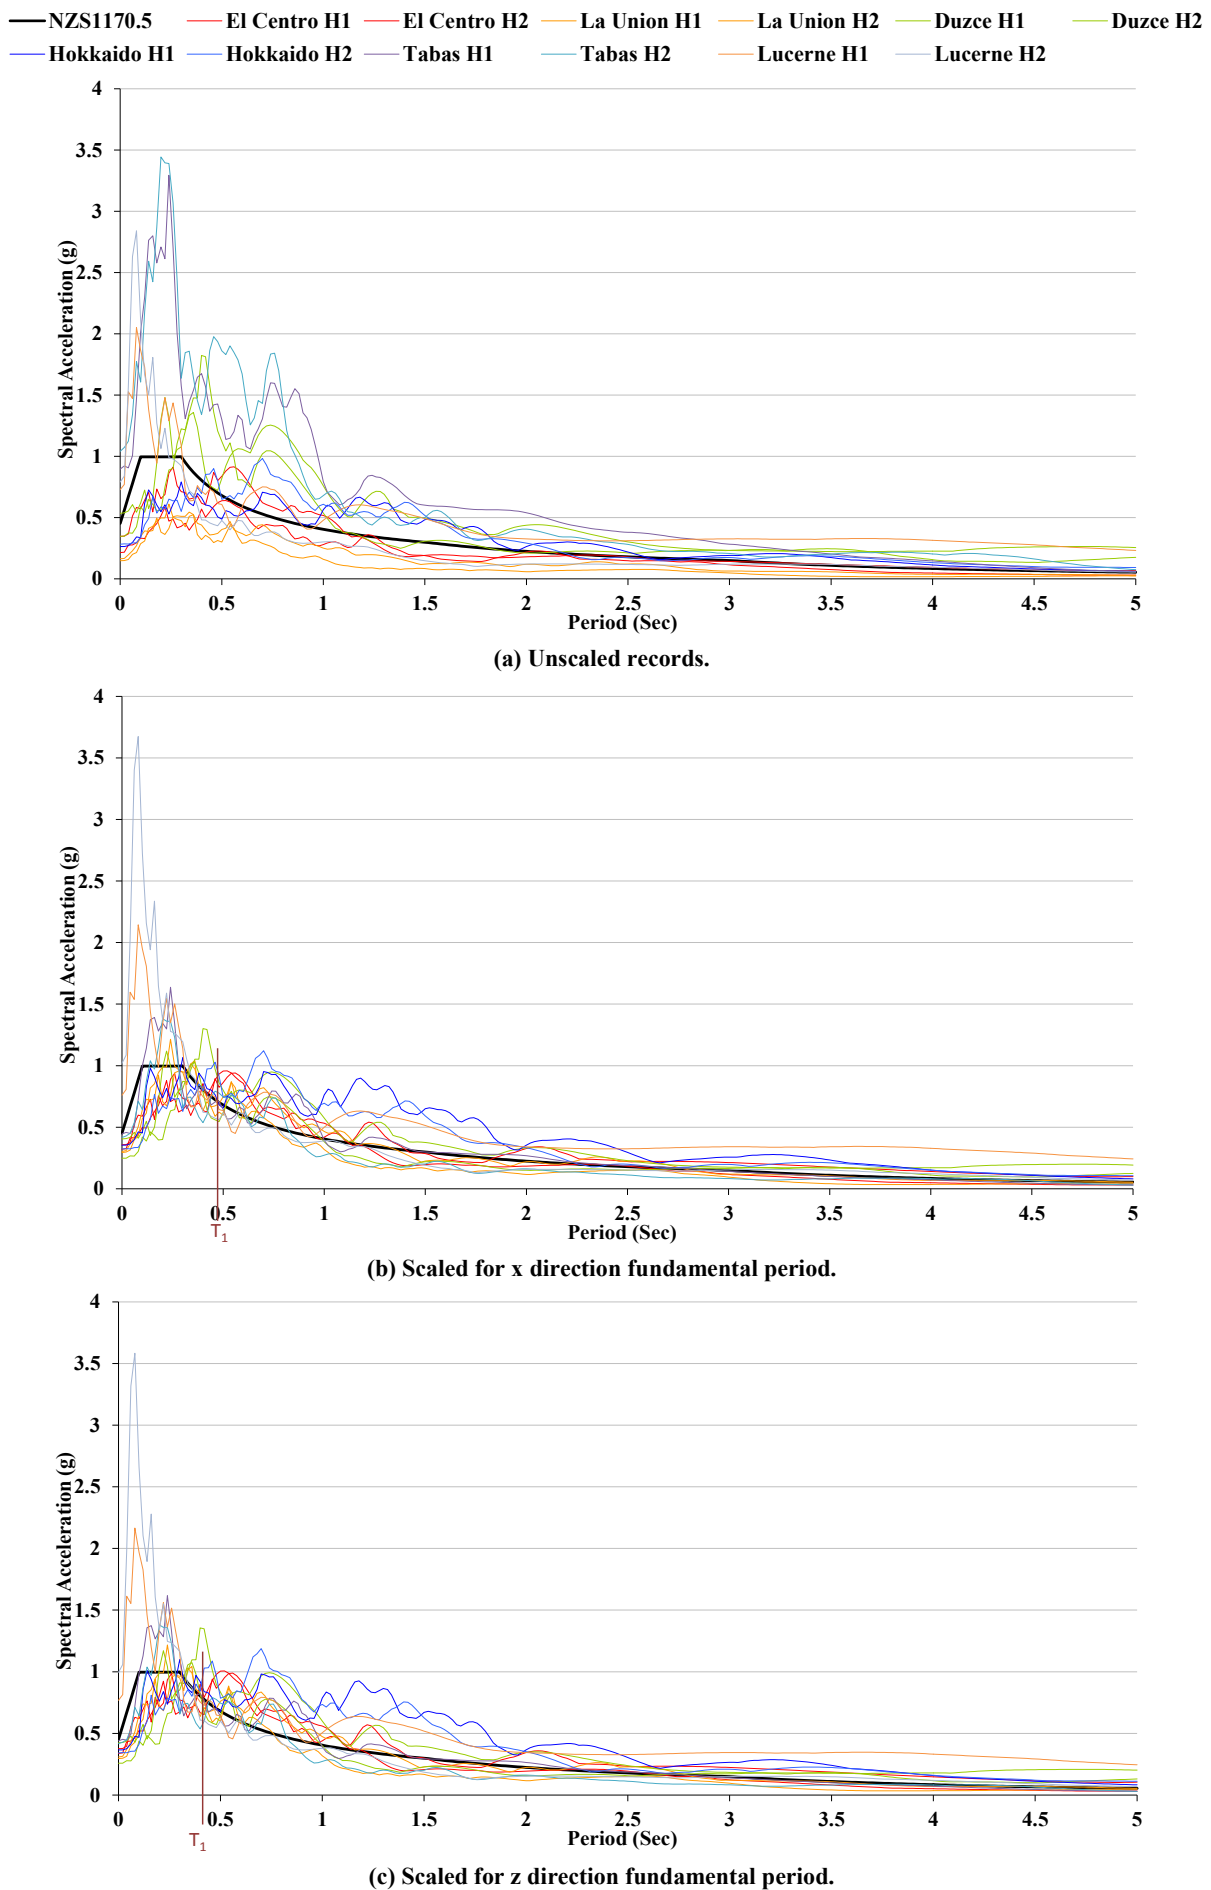 NZS1170.5 El Centro H1 El Centro H2 La Union H1 La Union H2 Duzce H1 Duzce H2
Hokkaido H1 Hokkaido H2 Tabas H1 Tabas H2 Lucerne H1 Lucerne H2
4
3.5
3
2.5
2
1.5
1
0.5
0
Spectral Acceleration (g)
0 0.5 1 1.5 2 2.5 3 3.5 4 4.5 5
Period (Sec)
(a) Unscaled records.
4
3.5
3
2.5
2
1.5
1
0.5
0
Spectral Acceleration (g)
0 0.5 1 1.5 2 2.5 3 3.5 4 4.5 5
T1
Period (Sec)
(b) Scaled for x direction fundamental period.
4
3.5
3
2.5
2
1.5
1
0.5
0
Spectral Acceleration (g)
0 0.5 1 1.5 2 2.5 3 3.5 4 4.5 5
T1
Period (Sec)
(c) Scaled for z direction fundamental period.